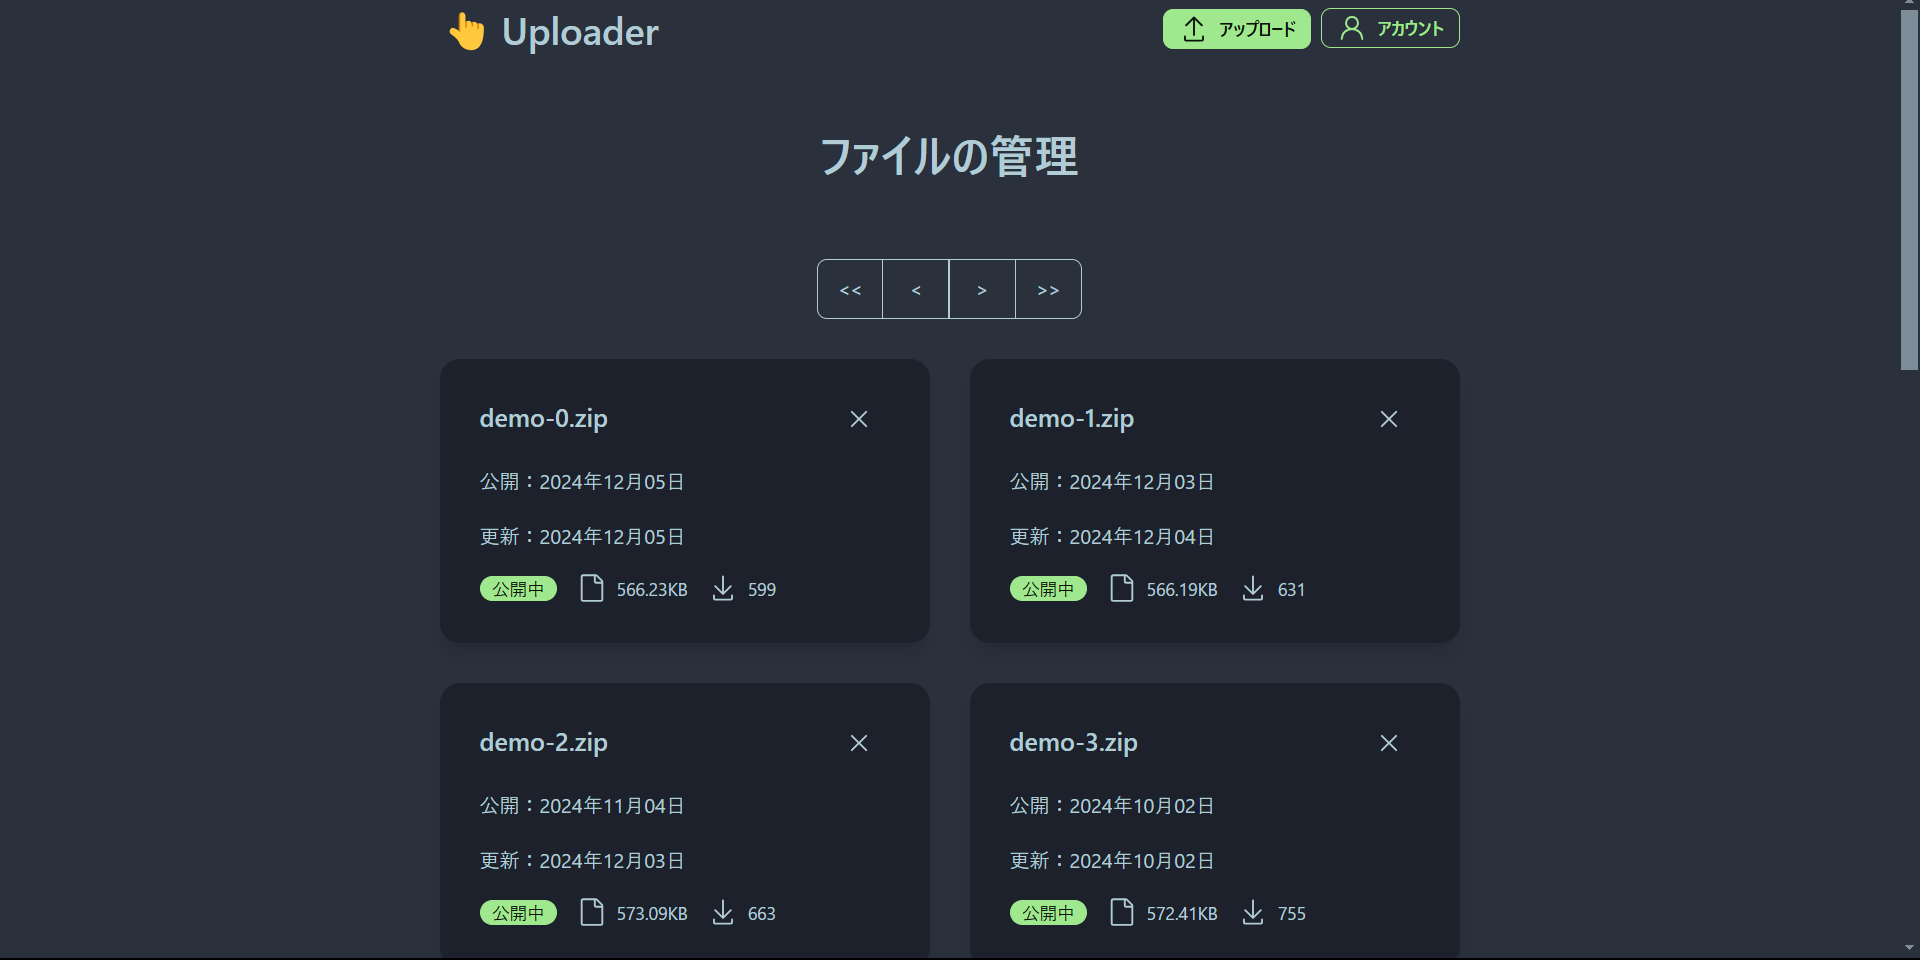 👆 Uploader
アップロード
アカウント
ファイルの管理
<< < > >>
demo-0.zip
公開：2024年12月05日
更新：2024年12月05日
公開中 566.23KB 599
demo-1.zip
公開：2024年12月03日
更新：2024年12月04日
公開中 566.19KB 631
demo-2.zip
公開：2024年11月04日
更新：2024年12月03日
公開中 573.09KB 663
demo-3.zip
公開：2024年10月02日
更新：2024年10月02日
公開中 572.41KB 755